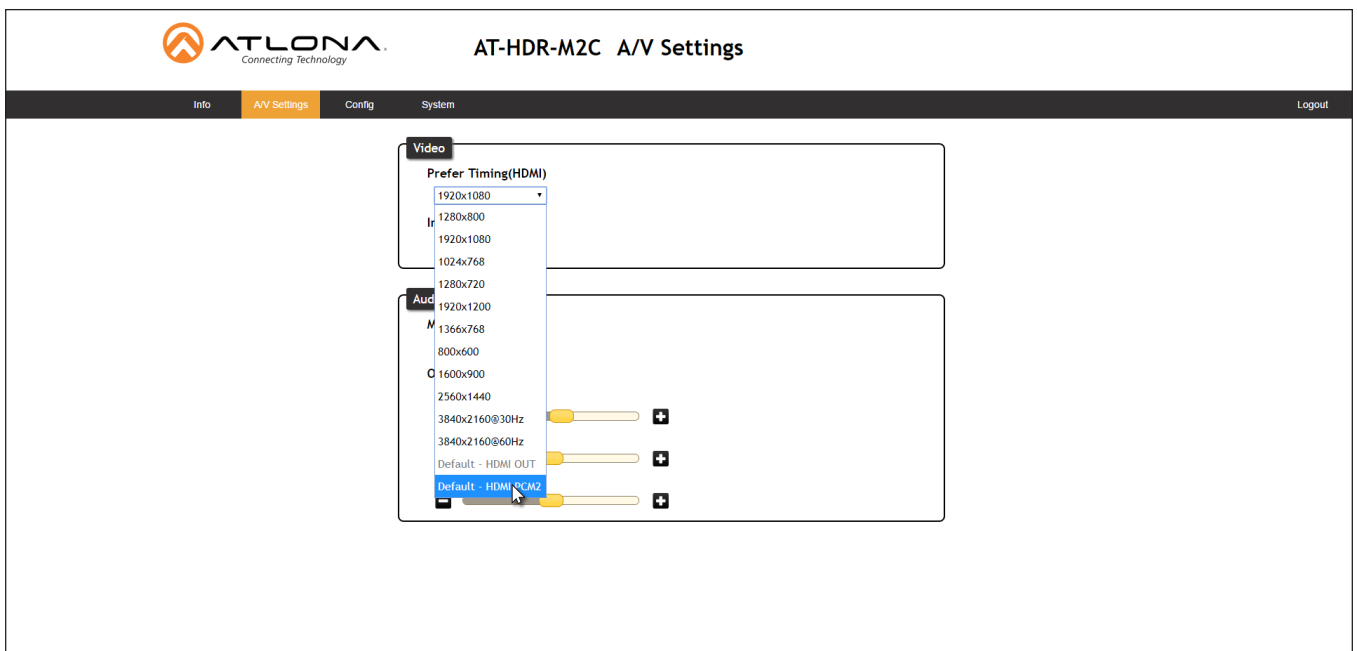 ATLONA.
Connecting Technology
AT-HDR-M2C A/V Settings
Info A/V Settings Config System Logout
Video
Prefer Timing(HDMI)
1920x1080
1280x800
1920x1080
1024x768
1280x720
1920x1200
1366x768
800x600
1600x900
2560x1440
3840x2160@30Hz
3840x2160@60Hz
Default - HDMI OUT
Default - HDMI PCM2